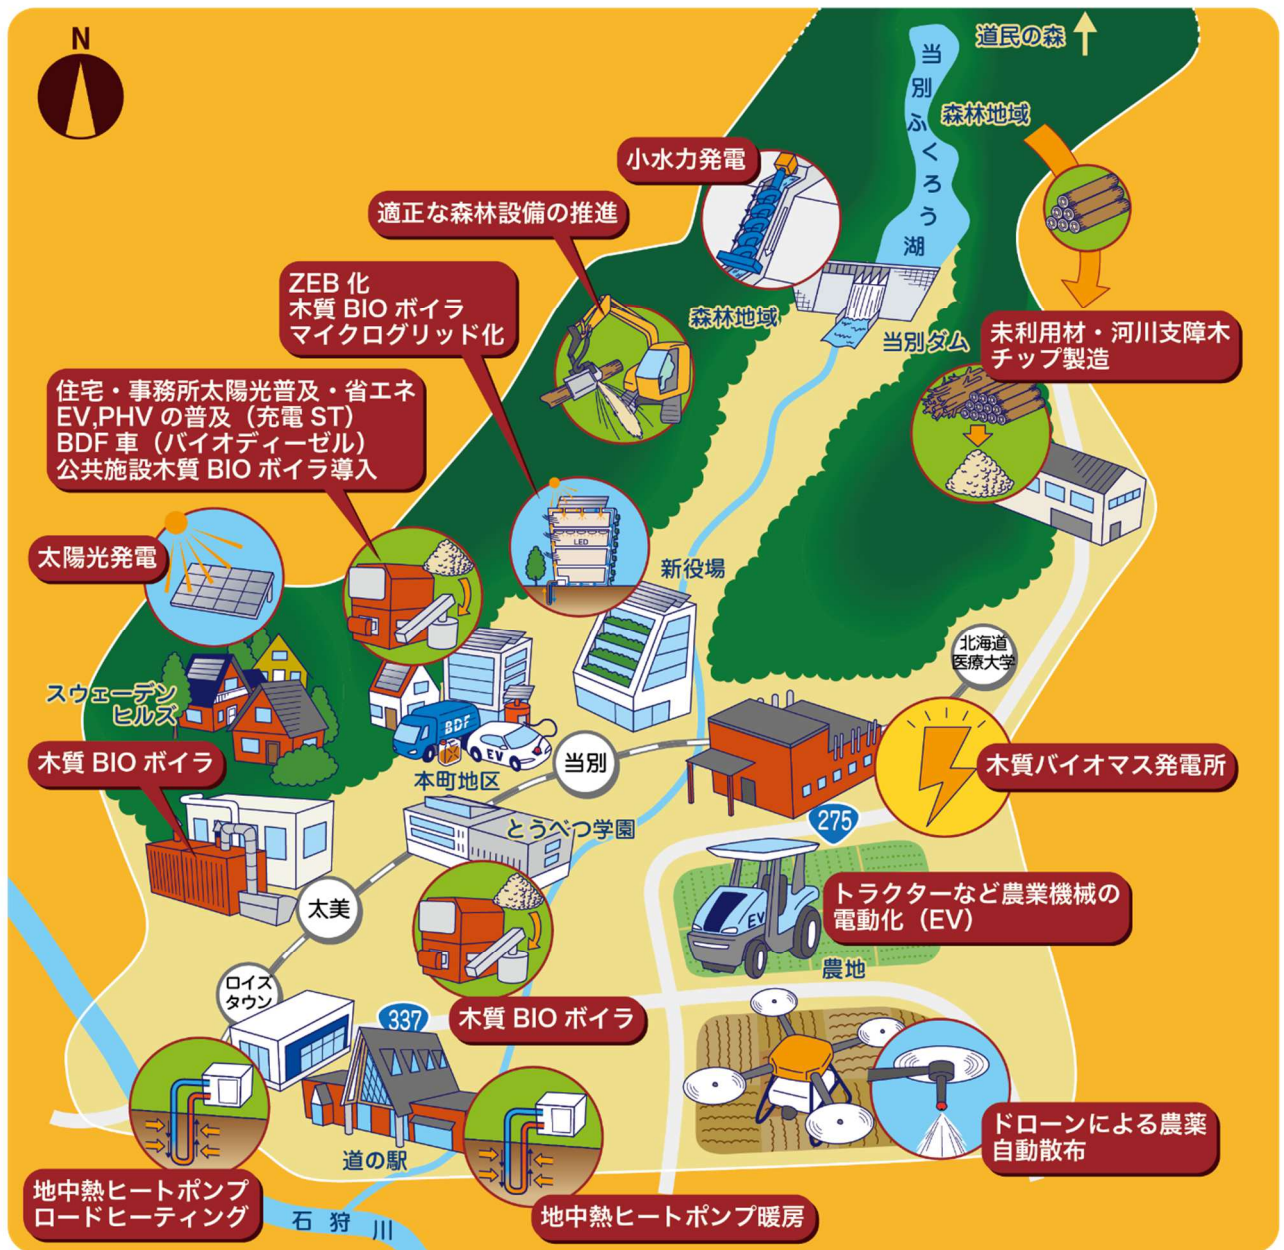 N
道民の森
当別ふくろう湖
森林地域
小水力発電
適正な森林設備の推進
ZEB 化
木質 BIO ボイラ
マイクログリッド化
森林地域
当別ダム
未利用材・河川支障木
チップ製造
住宅・事務所太陽光普及・省エネ
EV,PHV の普及（充電 ST）
BDF 車（バイオディーゼル）
公共施設木質 BIO ボイラ導入
太陽光発電
LED
新役場
北海道
医療大学
スウェーデン
ヒルズ
木質 BIO ボイラ
BDF
EV
本町地区
当別
木質バイオマス発電所
275
とうべつ学園
太美
EV
トラクターなど農業機械の
電動化（EV）
農地
ロイズ
タウン
337
木質 BIO ボイラ
道の駅
ドローンによる農薬
自動散布
地中熱ヒートポンプ
ロードヒーティング
石狩川
地中熱ヒートポンプ暖房